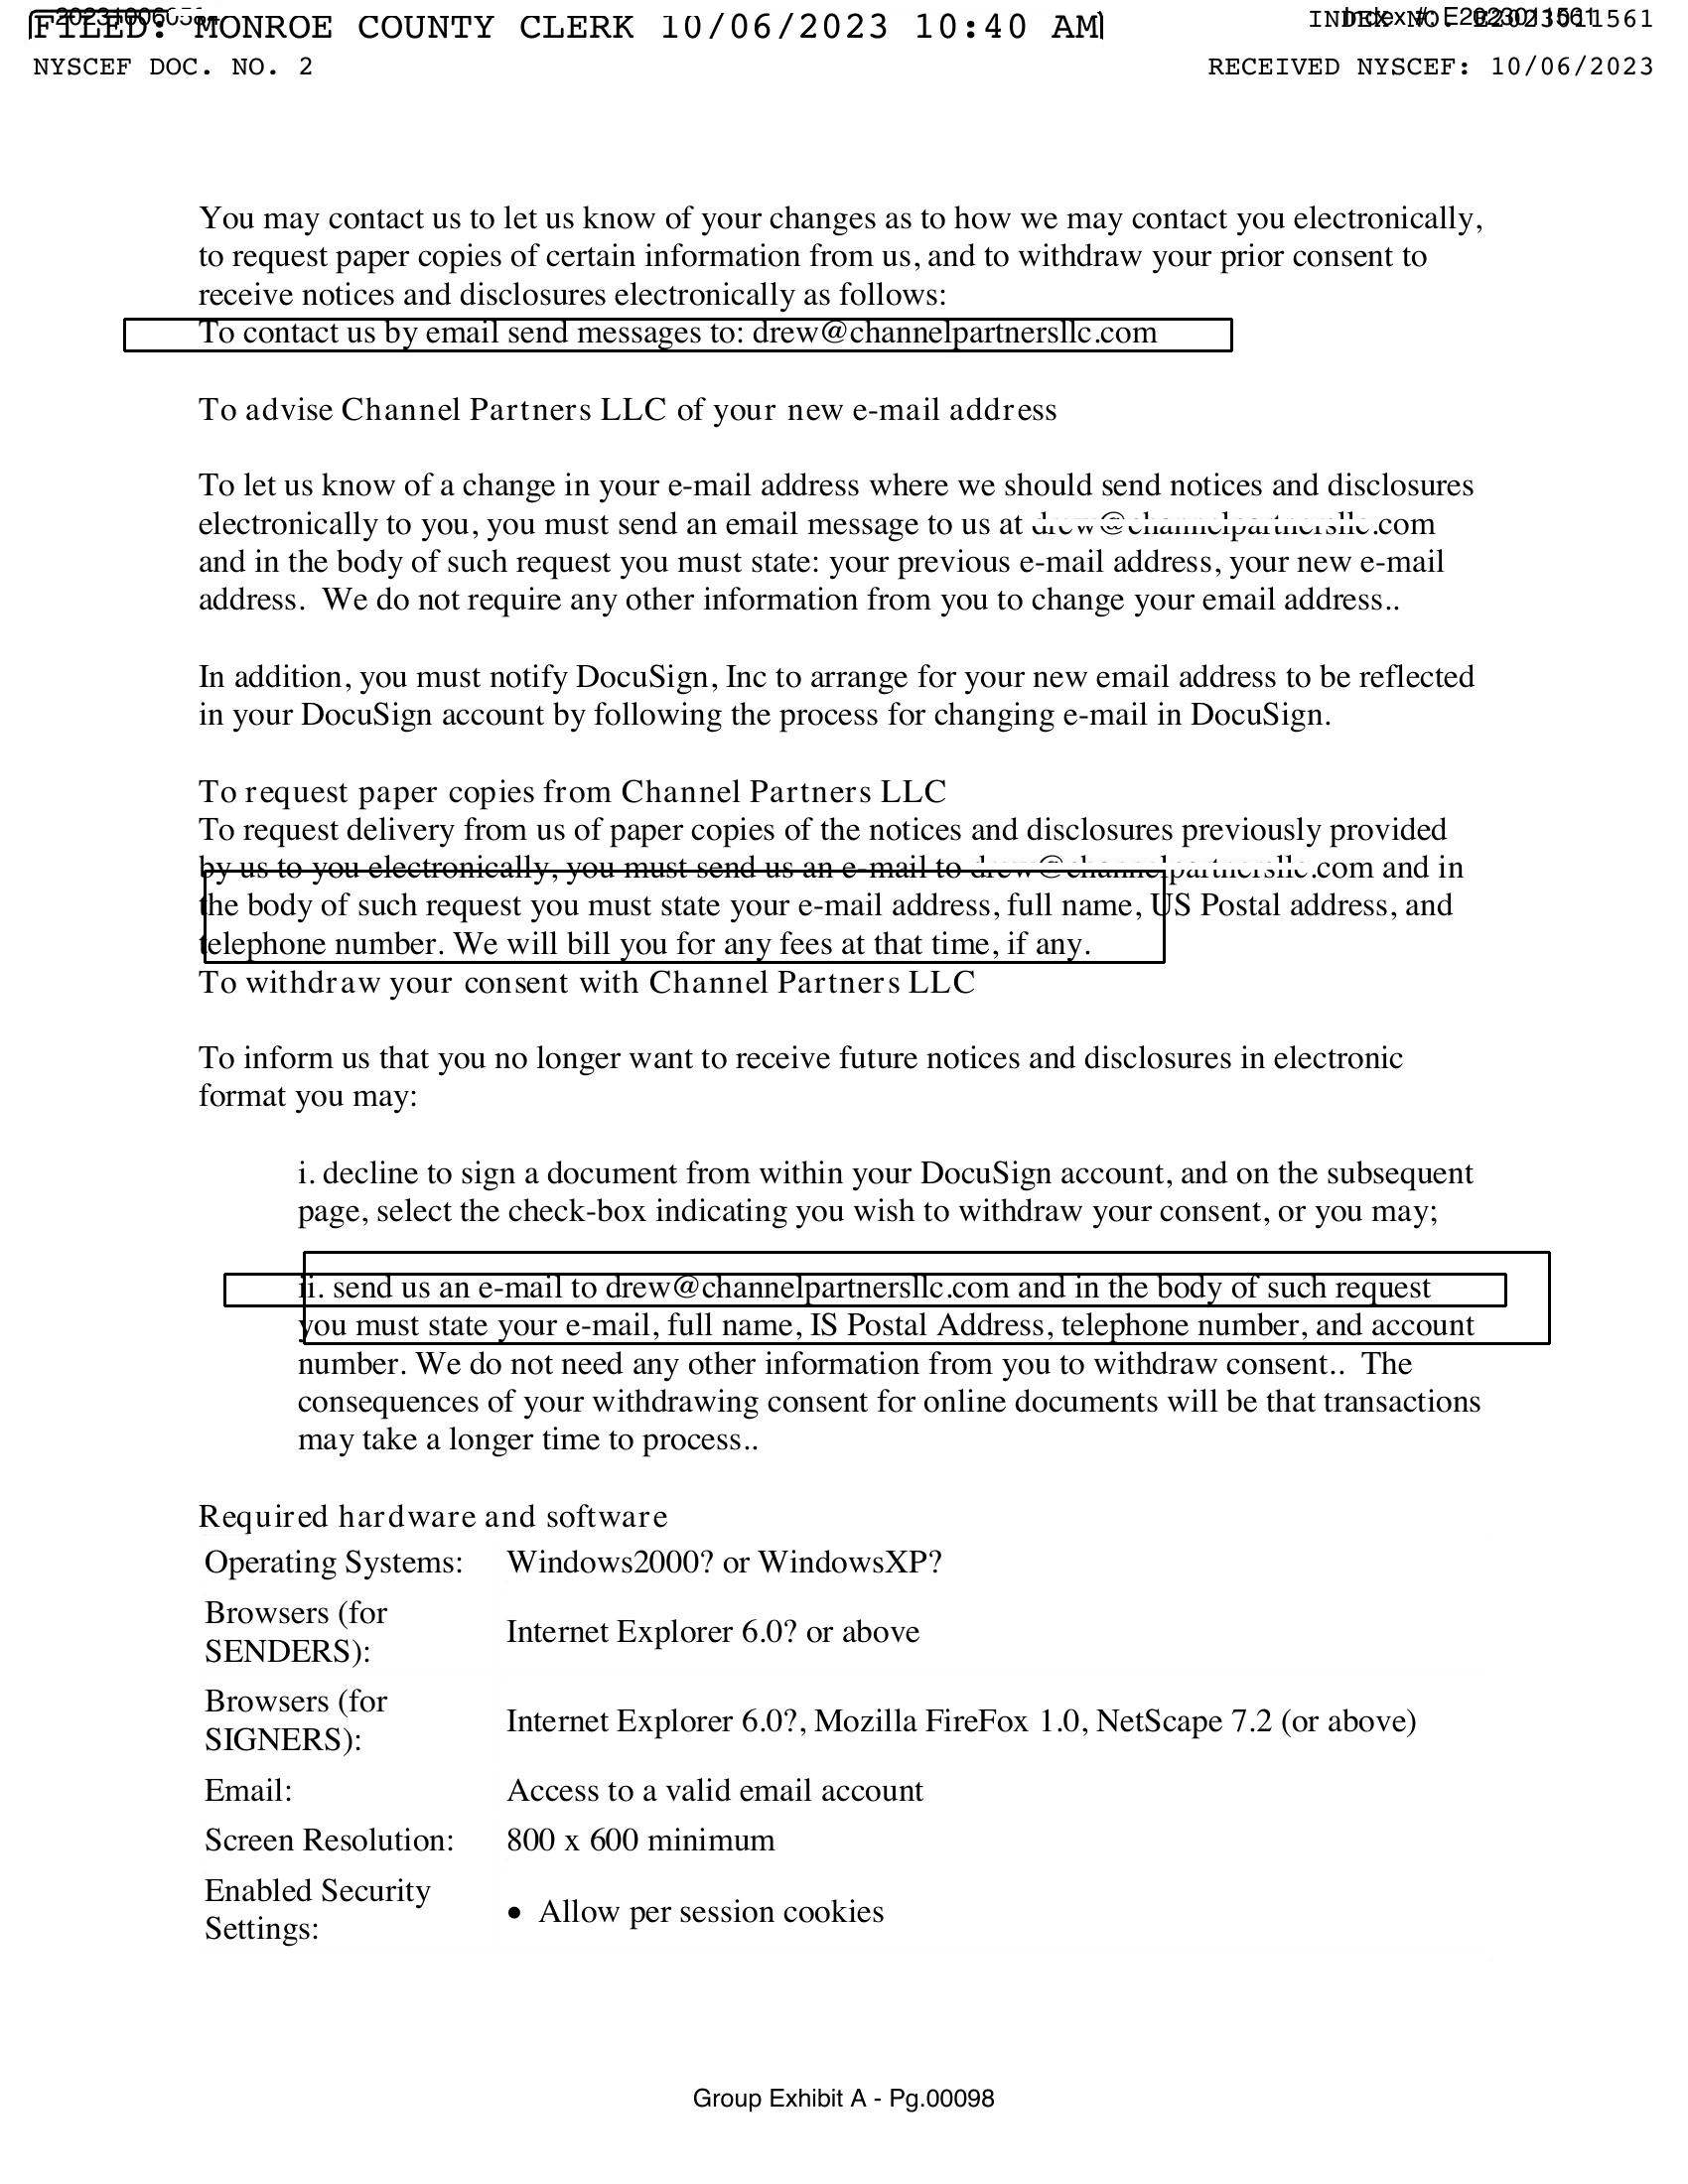 FILED: MONROE COUNTY CLERK 10/06/2023 10:40 AM
INDEX NO. E2023011561
Index #: E2023011561
NYSCEF DOC. NO. 2
RECEIVED NYSCEF: 10/06/2023
You may contact us to let us know of your changes as to how we may contact you electronically,
to request paper copies of certain information from us, and to withdraw your prior consent to
receive notices and disclosures electronically as follows:
To contact us by email send messages to: drew@channelpartnersllc.com
To advise Channel Partners LLC of your new e-mail address
To let us know of a change in your e-mail address where we should send notices and disclosures
electronically to you, you must send an email message to us at drew@channelpartnersllc.com
and in the body of such request you must state: your previous e-mail address, your new e-mail
address. We do not require any other information from you to change your email address..
In addition, you must notify DocuSign, Inc to arrange for your new email address to be reflected
in your DocuSign account by following the process for changing e-mail in DocuSign.
To request paper copies from Channel Partners LLC
To request delivery from us of paper copies of the notices and disclosures previously provided
by us to you electronically, you must send us an e-mail to drew@channelpartnersllc.com and in
the body of such request you must state your e-mail address, full name, US Postal address, and
telephone number. We will bill you for any fees at that time, if any.
To withdraw your consent with Channel Partners LLC
To inform us that you no longer want to receive future notices and disclosures in electronic
format you may:
i. decline to sign a document from within your DocuSign account, and on the subsequent
page, select the check-box indicating you wish to withdraw your consent, or you may;
ii. send us an e-mail to drew@channelpartnersllc.com and in the body of such request
you must state your e-mail, full name, IS Postal Address, telephone number, and account
number. We do not need any other information from you to withdraw consent.. The
consequences of your withdrawing consent for online documents will be that transactions
may take a longer time to process..
Required hardware and software
Operating Systems: Windows2000? or WindowsXP?
Browsers (for
SENDERS): Internet Explorer 6.0? or above
Browsers (for
SIGNERS): Internet Explorer 6.0?, Mozilla FireFox 1.0, NetScape 7.2 (or above)
Email: Access to a valid email account
Screen Resolution: 800 x 600 minimum
Enabled Security
Settings: • Allow per session cookies
Group Exhibit A - Pg.00098